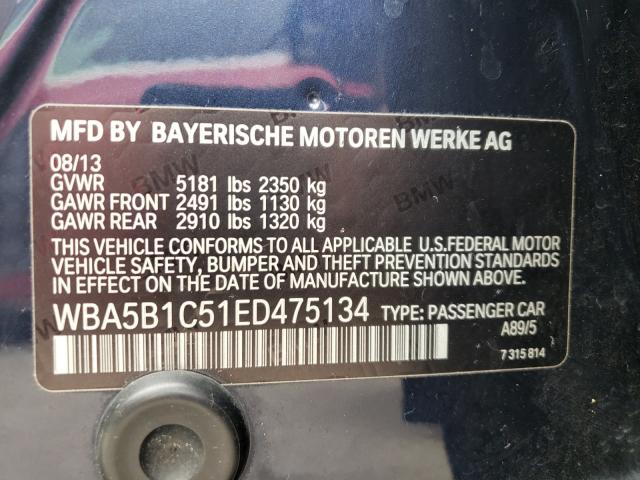 MFD BY BAYERISCHE MOTOREN WERKE AG
08/13
GVWR 5181 lbs 2350 kg
GAWR FRONT 2491 lbs 1130 kg
GAWR REAR 2910 lbs 1320 kg
THIS VEHICLE CONFORMS TO ALL APPLICABLE U.S.FEDERAL MOTOR
VEHICLE SAFETY, BUMPER AND THEFT PREVENTION STANDARDS
IN EFFECT ON THE DATE OF MANUFACTURE SHOWN ABOVE.
WBA5B1C51ED475134 TYPE: PASSENGER CAR
A89/5
7 315 814